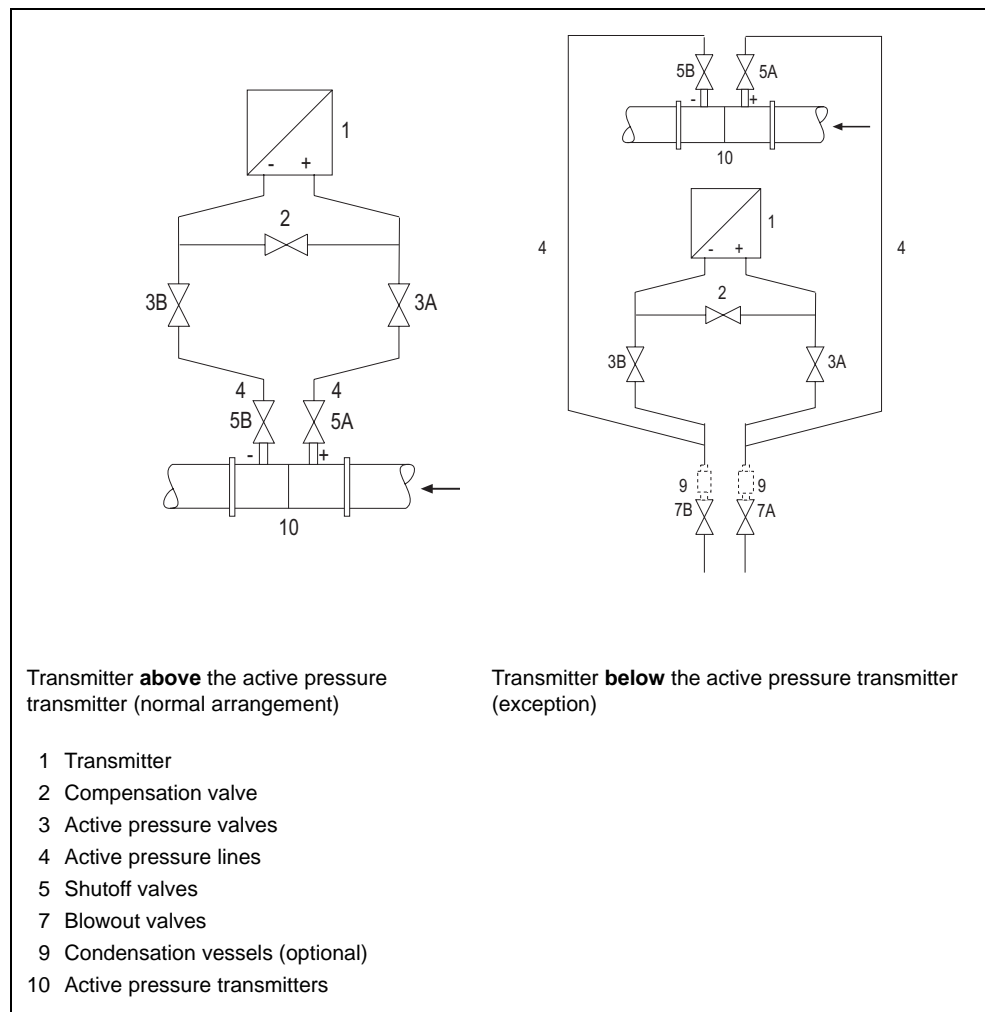 5B
5A
-
+
10
1
-
+
2
3B
3A
4
4
5B
5A
-
+
10
4
4
1
-
+
2
3B
3A
9
9
7B
7A
Transmitter above the active pressure
transmitter (normal arrangement)
Transmitter below the active pressure transmitter
(exception)
1 Transmitter
2 Compensation valve
3 Active pressure valves
4 Active pressure lines
5 Shutoff valves
7 Blowout valves
9 Condensation vessels (optional)
10 Active pressure transmitters